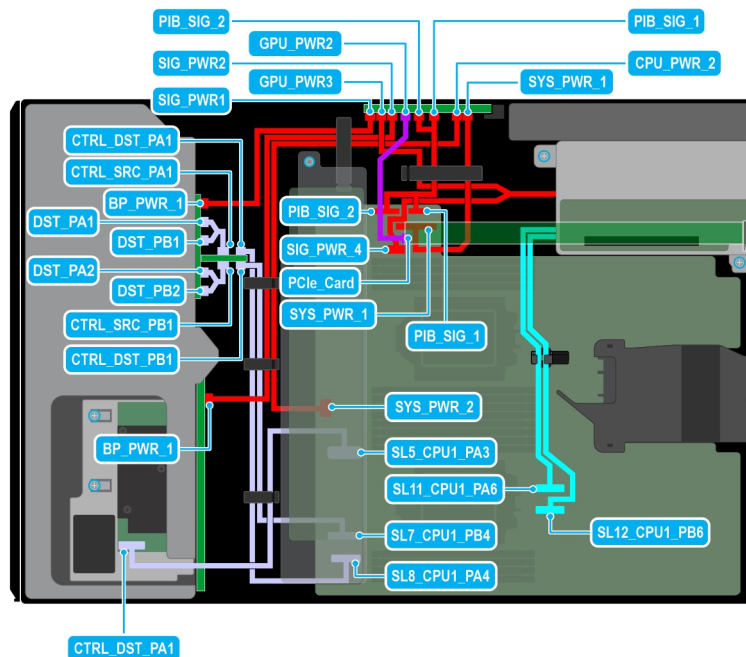 PIB_SIG_2
PIB_SIG_1
GPU_PWR2
SIG_PWR2
CPU_PWR_2
GPU_PWR3
SYS_PWR_1
SIG_PWR1
CTRL_DST_PA1
CTRL_SRC_PA1
BP_PWR_1
DST_PA1
PIB_SIG_2
DST_PB1
SIG_PWR_4
DST_PA2
PCIe_Card
DST_PB2
SYS_PWR_1
CTRL_SRC_PB1
PIB_SIG_1
CTRL_DST_PB1
SYS_PWR_2
BP_PWR_1
SL5_CPU1_PA3
SL11_CPU1_PA6
SL7_CPU1_PB4
SL12_CPU1_PB6
SL8_CPU1_PA4
CTRL_DST_PA1